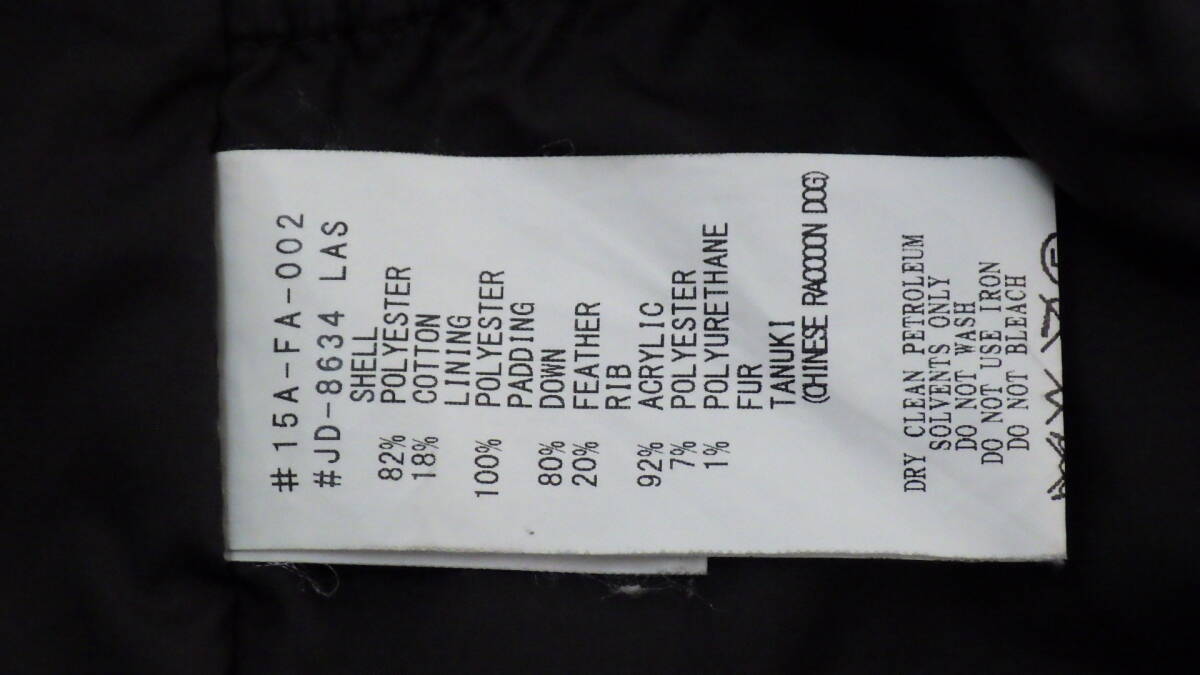 #15A-FA-002
#JD-8634 LAS
SHELL
82% POLYESTER
18% COTTON
LINING
100% POLYESTER
PADDING
80% DOWN
20% FEATHER
RIB
92% ACRYLIC
7% POLYESTER
1% POLYURETHANE
FUR
TANUKI
(CHINESE RACOOON DOG)
DRY CLEAN PETROLEUM
SOLVENTS ONLY
DO NOT WASH
DO NOT USE IRON
DO NOT BLEACH